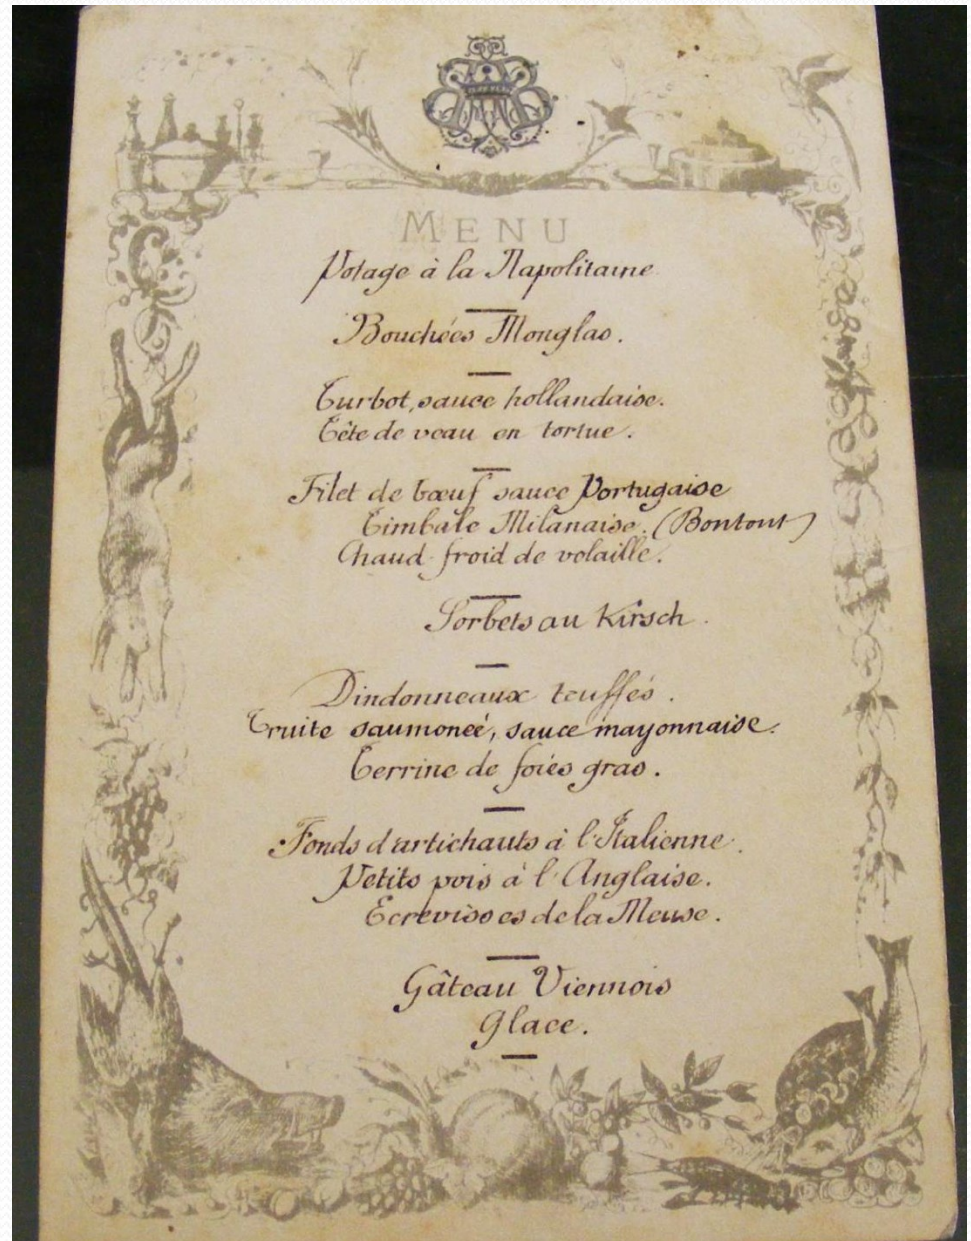 MENU
Potage à la Napolitaine
Bouchées Monglas.
Turbot, sauce hollandaise.
Tête de veau en tortue.
Filet de bœuf sauce Portugaise
Timbale Milanaise. (Bontout)
Chaud-froid de volaille.
Sorbets au Kirsch.
Dindonneaux truffés.
Truite saumoneé, sauce mayonnaise.
Terrine de foies gras.
Fonds d'artichauts à l'Italienne.
Petits pois à l'Anglaise.
Ecrevisses de la Meuse.
Gâteau Viennois
Glace.